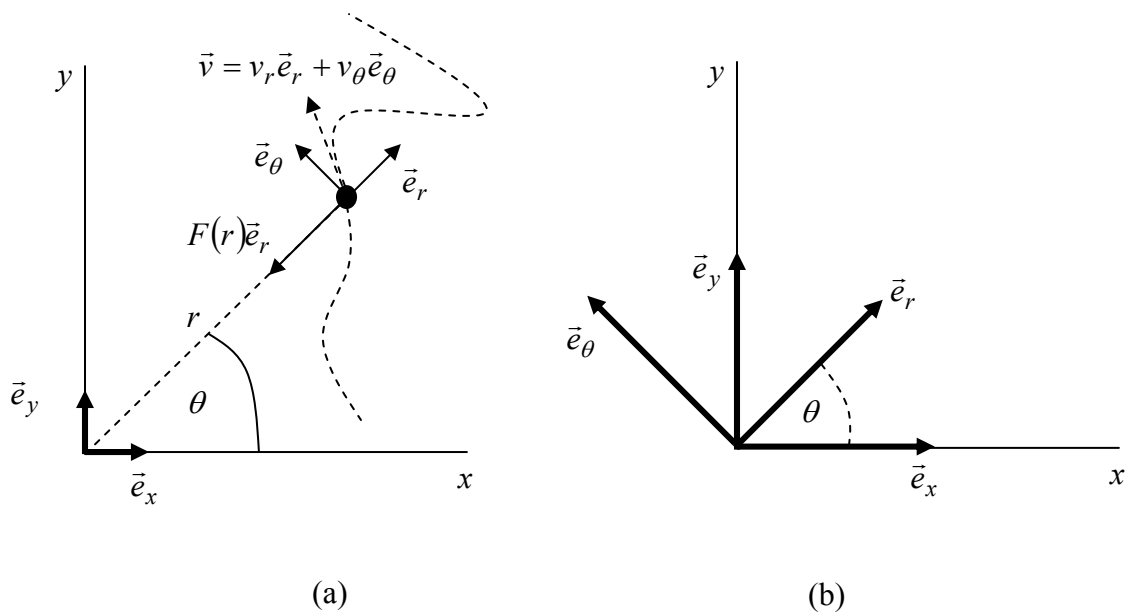 y
v⃗ = v_r e⃗_r + v_θ e⃗_θ
e⃗_θ
e⃗_r
F(r)e⃗_r
r
θ
e⃗_y
e⃗_x
x
(a)
y
e⃗_y
e⃗_r
e⃗_θ
θ
e⃗_x
x
(b)